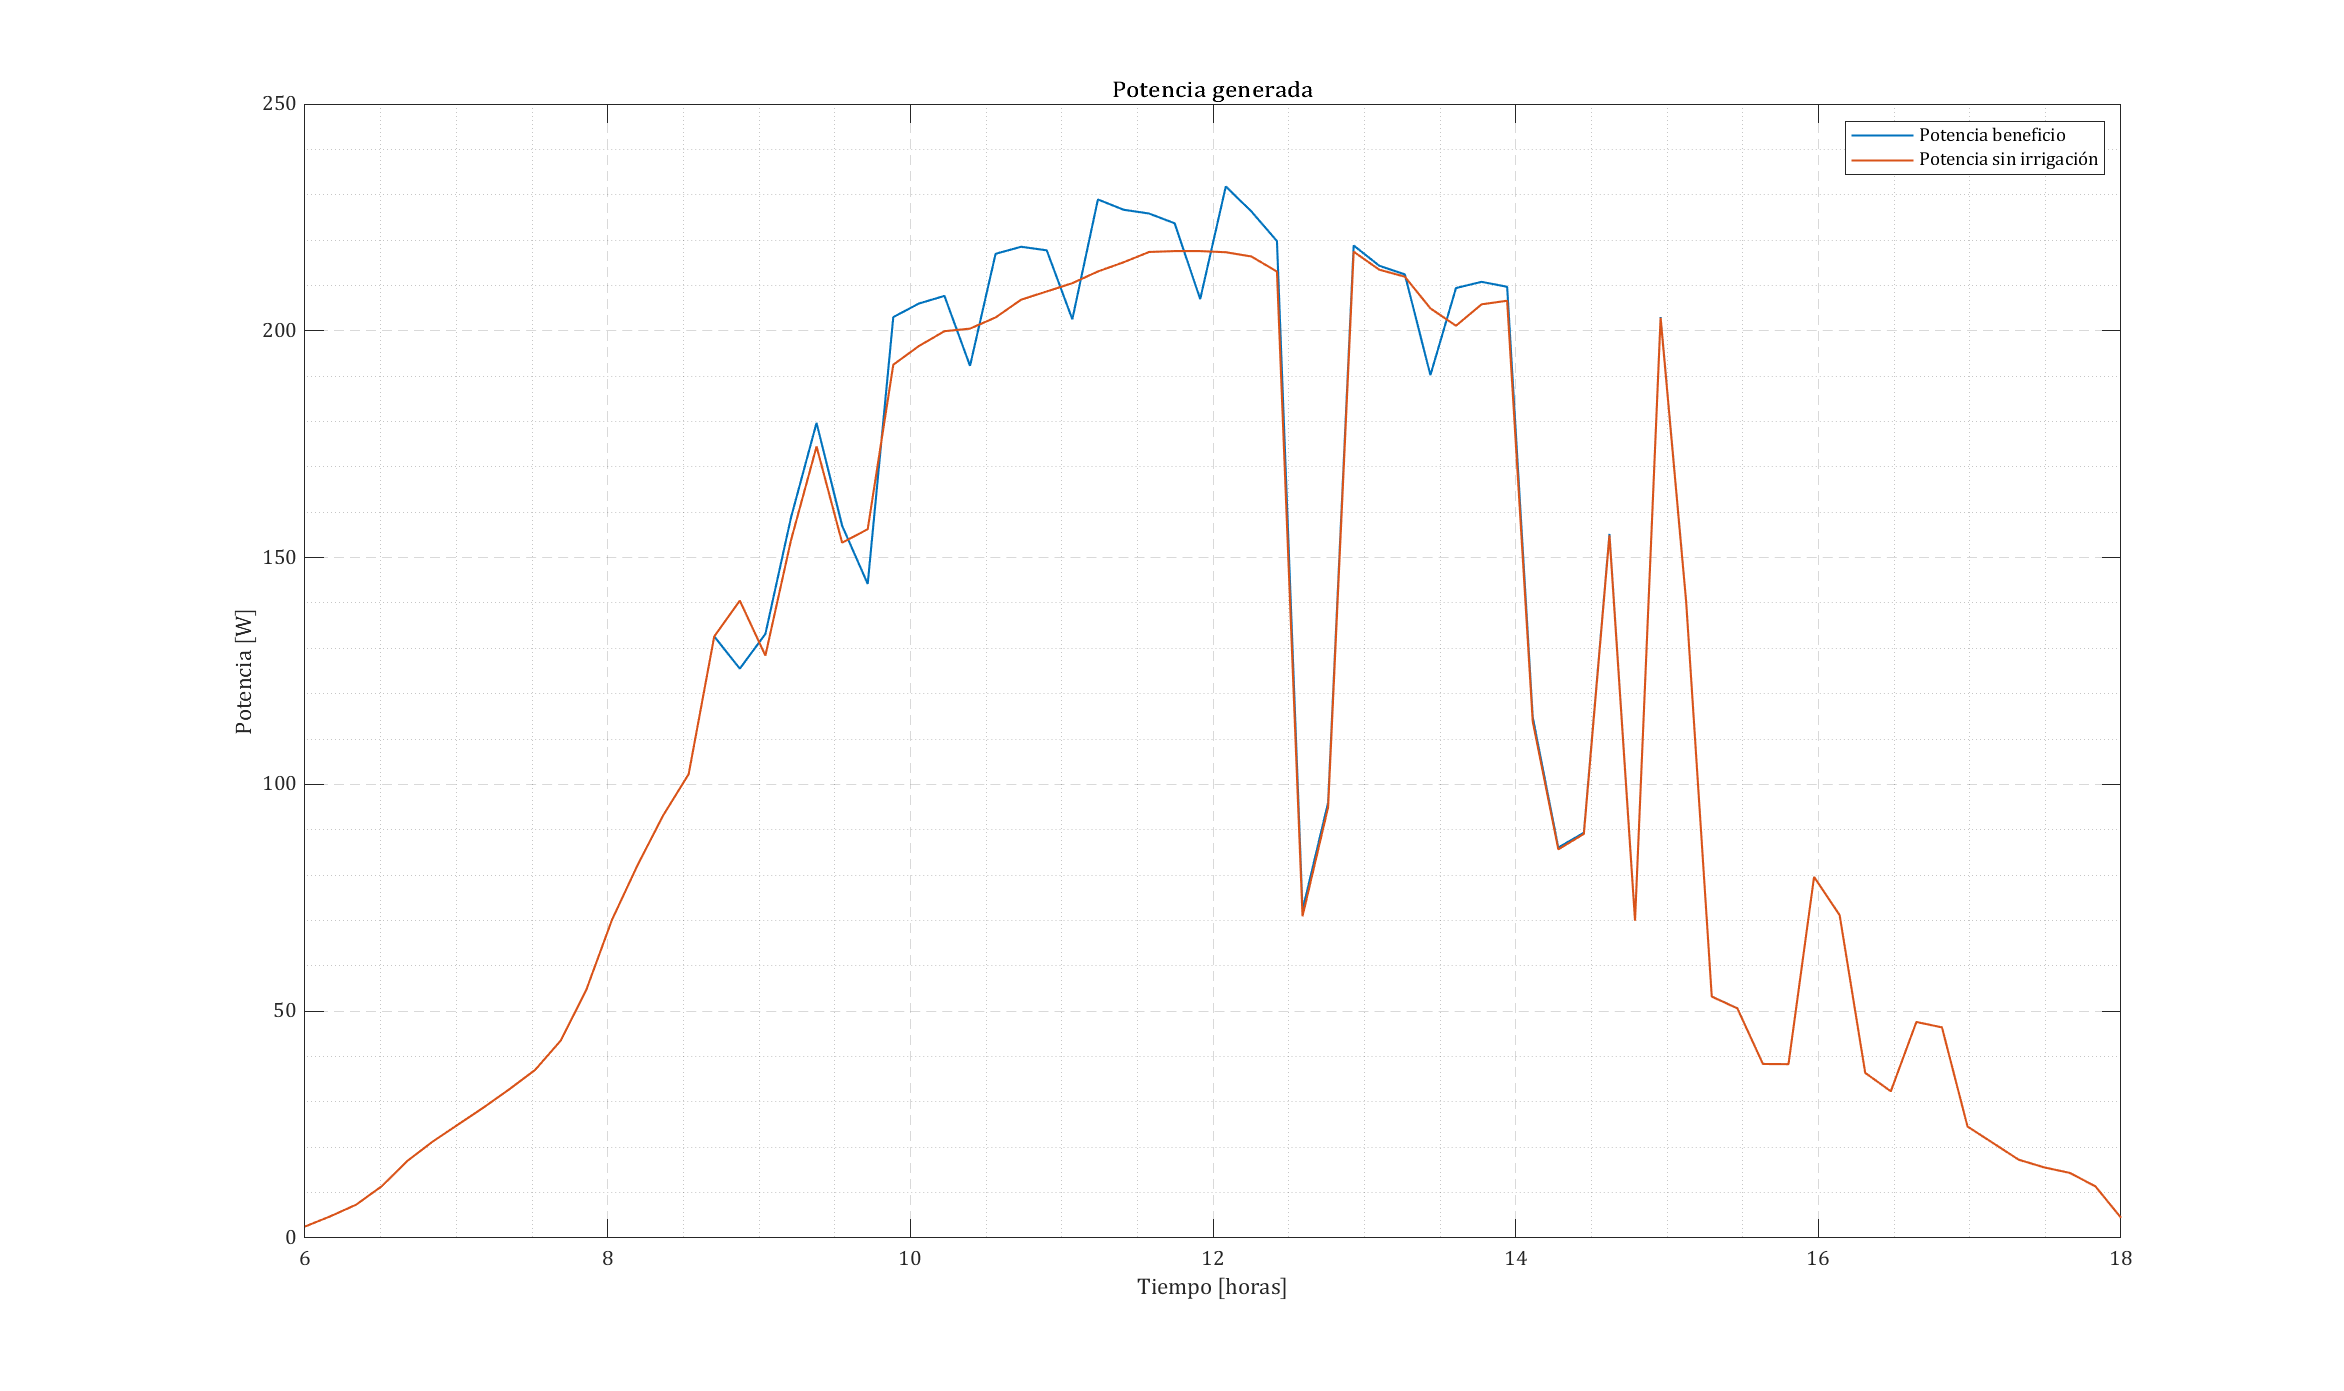 Potencia generada
250
200
150
100
50
0
Potencia [W]
Potencia beneficio
Potencia sin irrigación
6 8 10 12 14 16 18
Tiempo [horas]